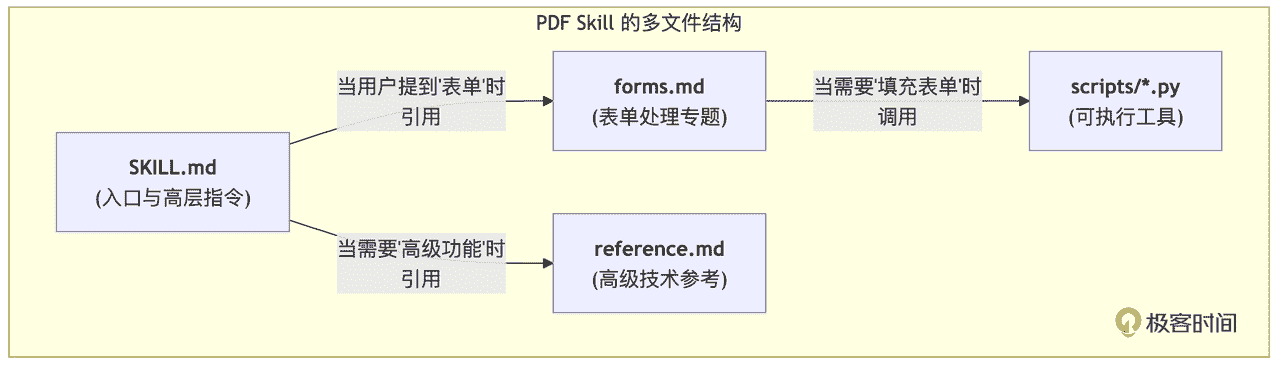 PDF Skill 的多文件结构
SKILL.md
(入口与高层指令)
当用户提到'表单'时
引用
forms.md
(表单处理专题)
当需要'填充表单'时
调用
scripts/*.py
(可执行工具)
当需要'高级功能'时
引用
reference.md
(高级技术参考)
极客时间